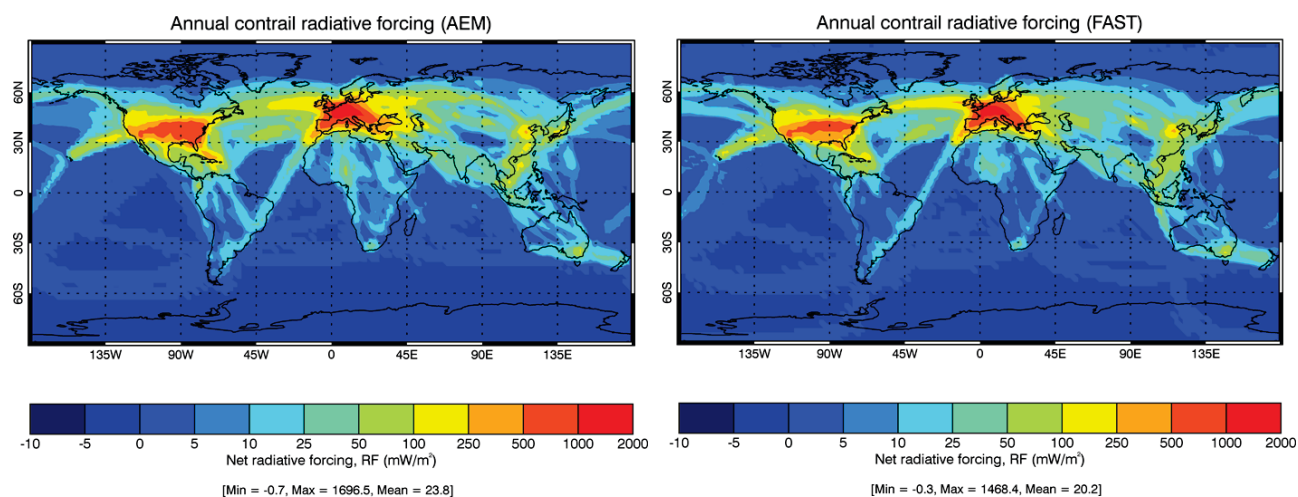 Annual contrail radiative forcing (AEM)
60N
30N
0
30S
60S
135W 90W 45W 0 45E 90E 135E
-10 -5 0 5 10 25 50 100 250 500 1000 2000
Net radiative forcing, RF (mW/m²)
[Min = -0.7, Max = 1696.5, Mean = 23.8]
Annual contrail radiative forcing (FAST)
60N
30N
0
30S
60S
135W 90W 45W 0 45E 90E 135E
-10 -5 0 5 10 25 50 100 250 500 1000 2000
Net radiative forcing, RF (mW/m²)
[Min = -0.3, Max = 1468.4, Mean = 20.2]